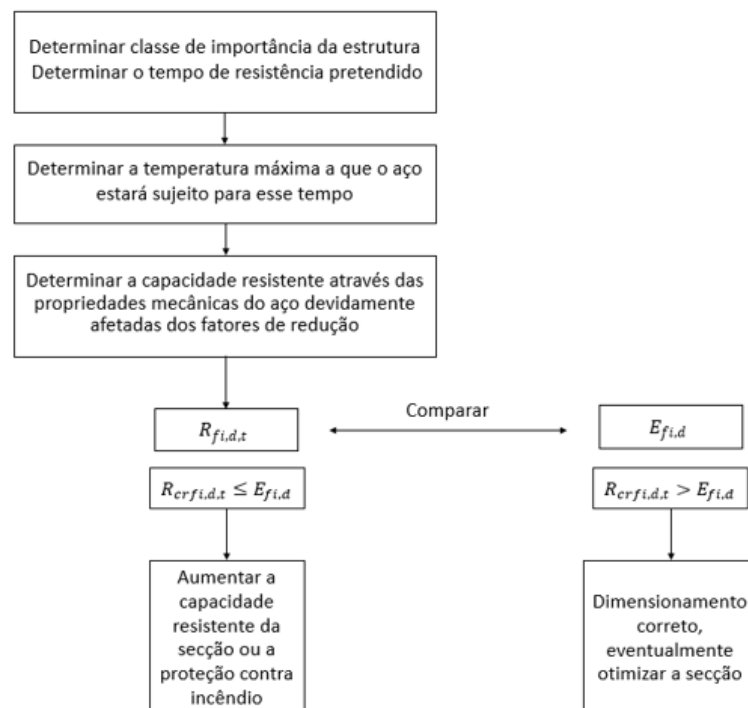 Determinar classe de importância da estrutura
Determinar o tempo de resistência pretendido
Determinar a temperatura máxima a que o aço
estará sujeito para esse tempo
Determinar a capacidade resistente através das
propriedades mecânicas do aço devidamente
afetadas dos fatores de redução
Comparar
R_{fi,d,t}
E_{fi,d}
R_{crfi,d,t} ≤ E_{fi,d}
R_{crfi,d,t} > E_{fi,d}
Aumentar a
capacidade
resistente da
secção ou a
proteção contra
incêndio
Dimensionamento
correto,
eventualmente
otimizar a secção